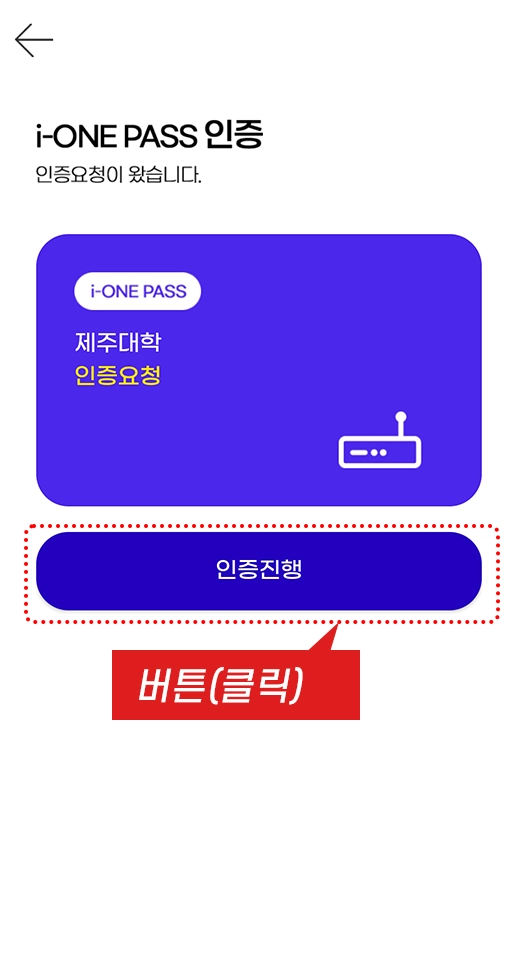 i-ONE PASS 인증
인증요청이 왔습니다.
i-ONE PASS
제주대학
인증요청
인증진행
버튼(클릭)